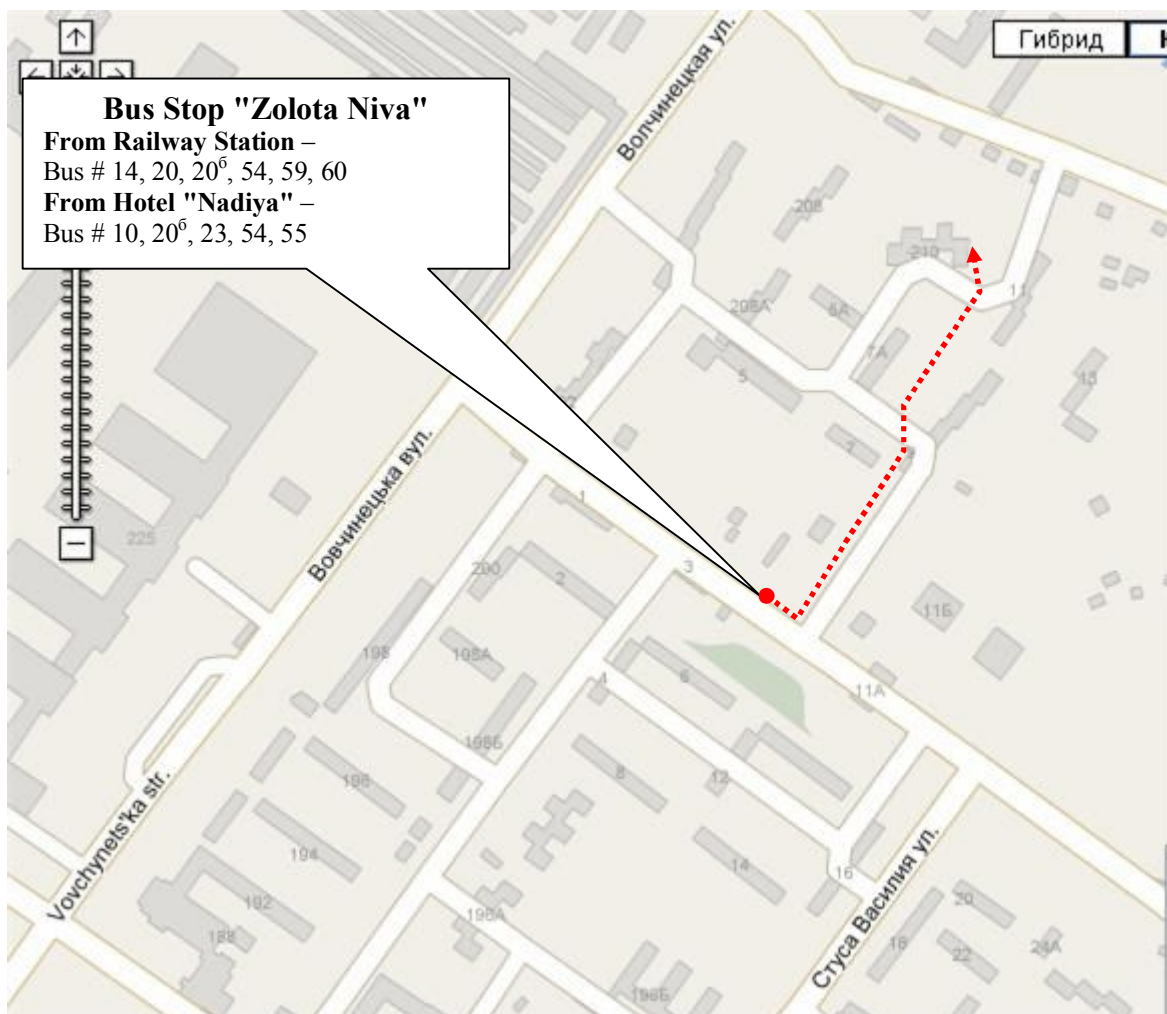 Гибрид
Bus Stop "Zolota Niva"
From Railway Station –
Bus # 14, 20, 20б, 54, 59, 60
From Hotel "Nadiya" –
Bus # 10, 20б, 23, 54, 55
Волчинецкая ул.
208
210
11
208А
5А
7А
5
13
7
Вовчинецька вул.
1
225
3
200
2
11Б
198
198А
4
6
11А
198Б
Vovchynets'ka str.
196
8
12
194
14
16
Стуса Василия ул.
192
20
188
196А
18
22
24А
196Б